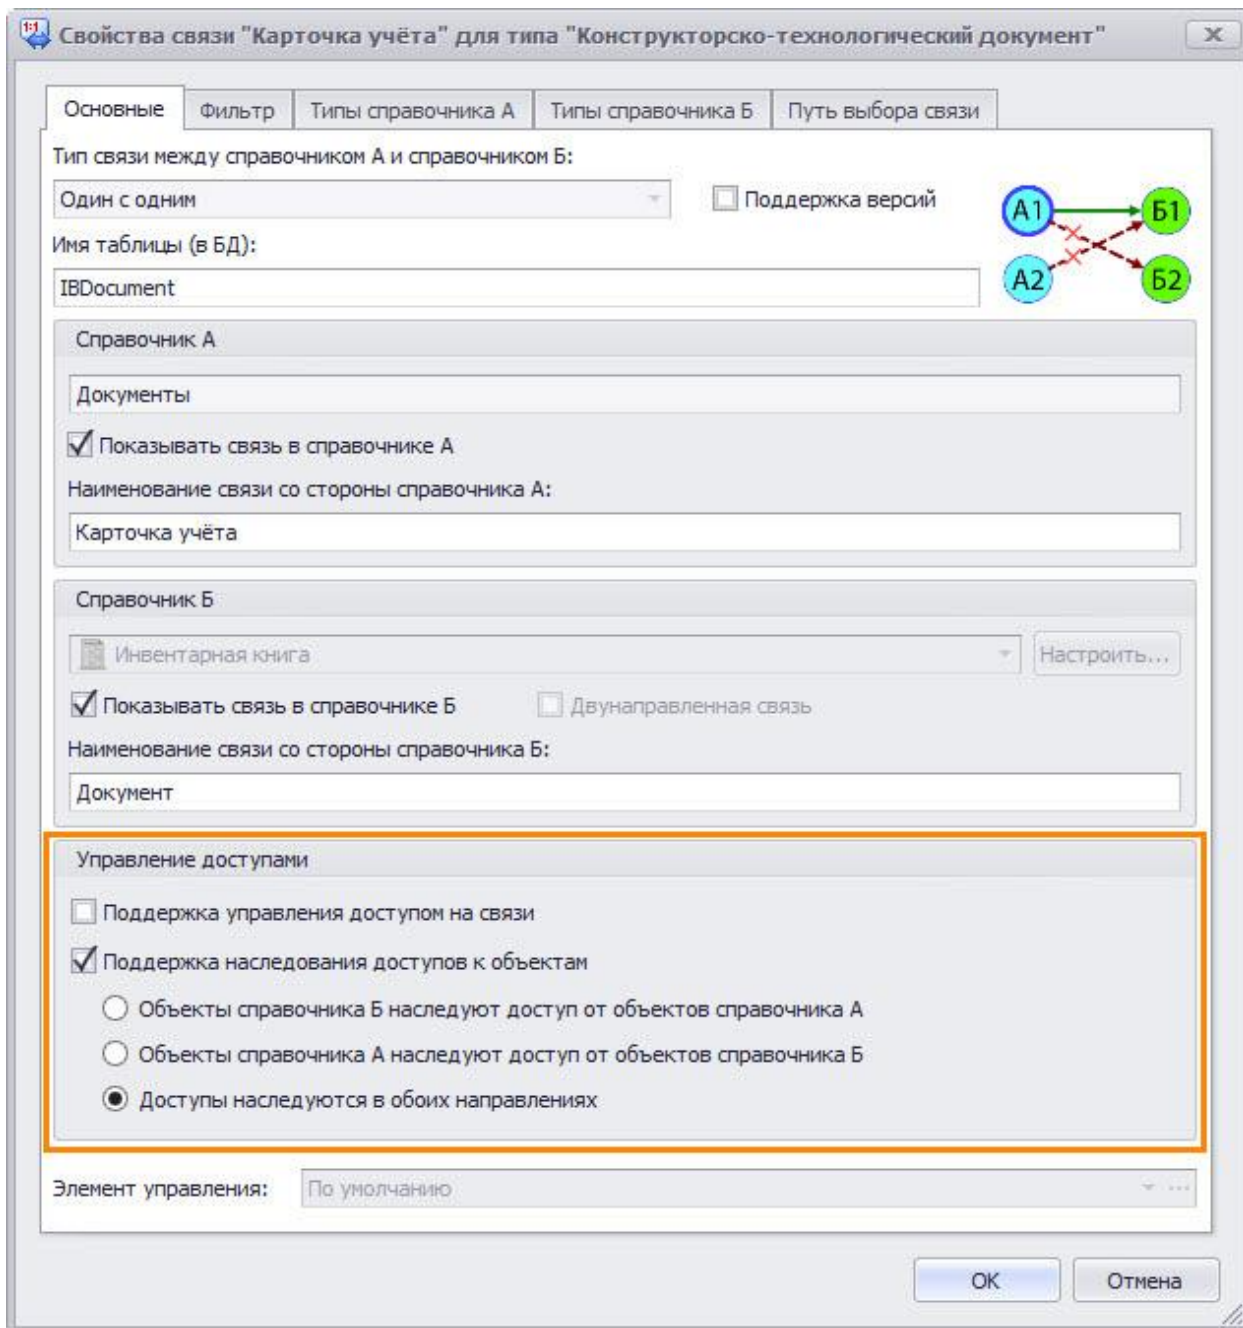 1:1
Свойства связи "Карточка учёта" для типа "Конструкторско-технологический документ"
Основные Фильтр Типы справочника А Типы справочника Б Путь выбора связи
Тип связи между справочником А и справочником Б:
Один с одним Поддержка версий
А1 Б1
Имя таблицы (в БД):
IBDocument
А2 Б2
Справочник А
Документы
Показывать связь в справочнике А
Наименование связи со стороны справочника А:
Карточка учёта
Справочник Б
Инвентарная книга Настроить...
Показывать связь в справочнике Б Двунаправленная связь
Наименование связи со стороны справочника Б:
Документ
Управление доступами
Поддержка управления доступом на связи
Поддержка наследования доступов к объектам
Объекты справочника Б наследуют доступ от объектов справочника А
Объекты справочника А наследуют доступ от объектов справочника Б
Доступы наследуются в обоих направлениях
Элемент управления: По умолчанию ...
ОК Отмена